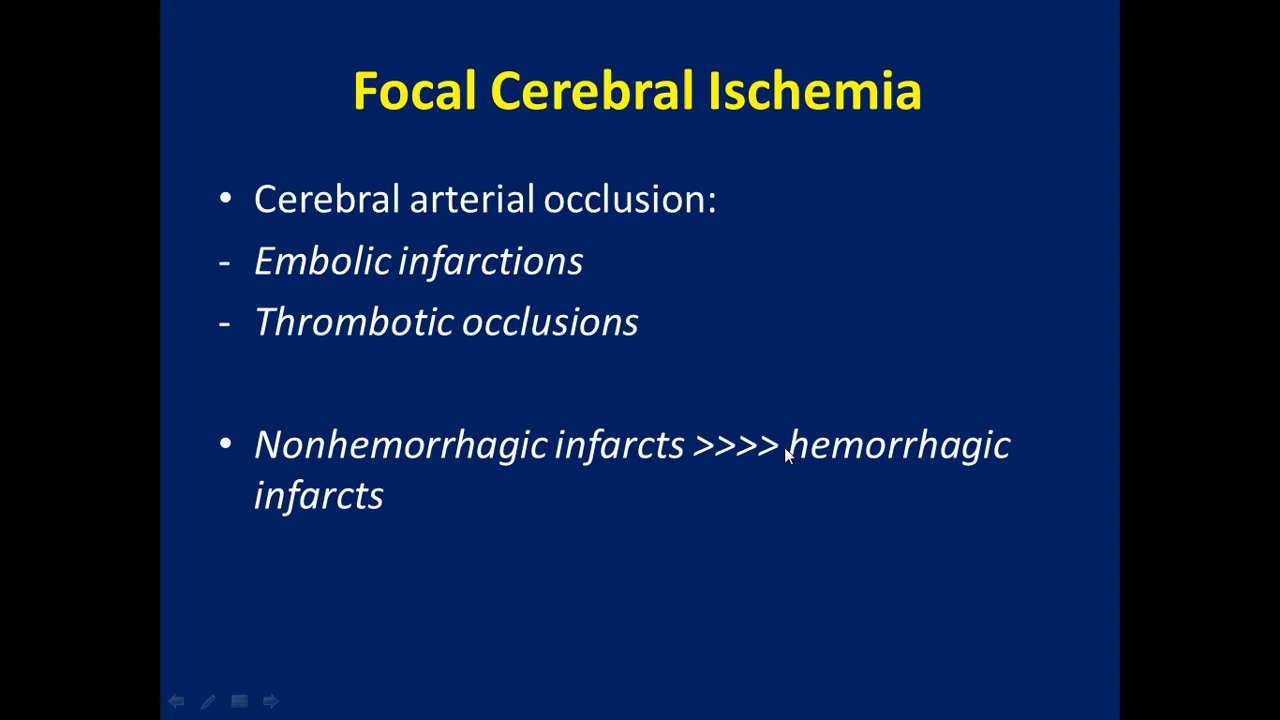 Focal Cerebral Ischemia
• Cerebral arterial occlusion:
- Embolic infarctions
- Thrombotic occlusions
• Nonhemorrhagic infarcts >>>> hemorrhagic
infarcts